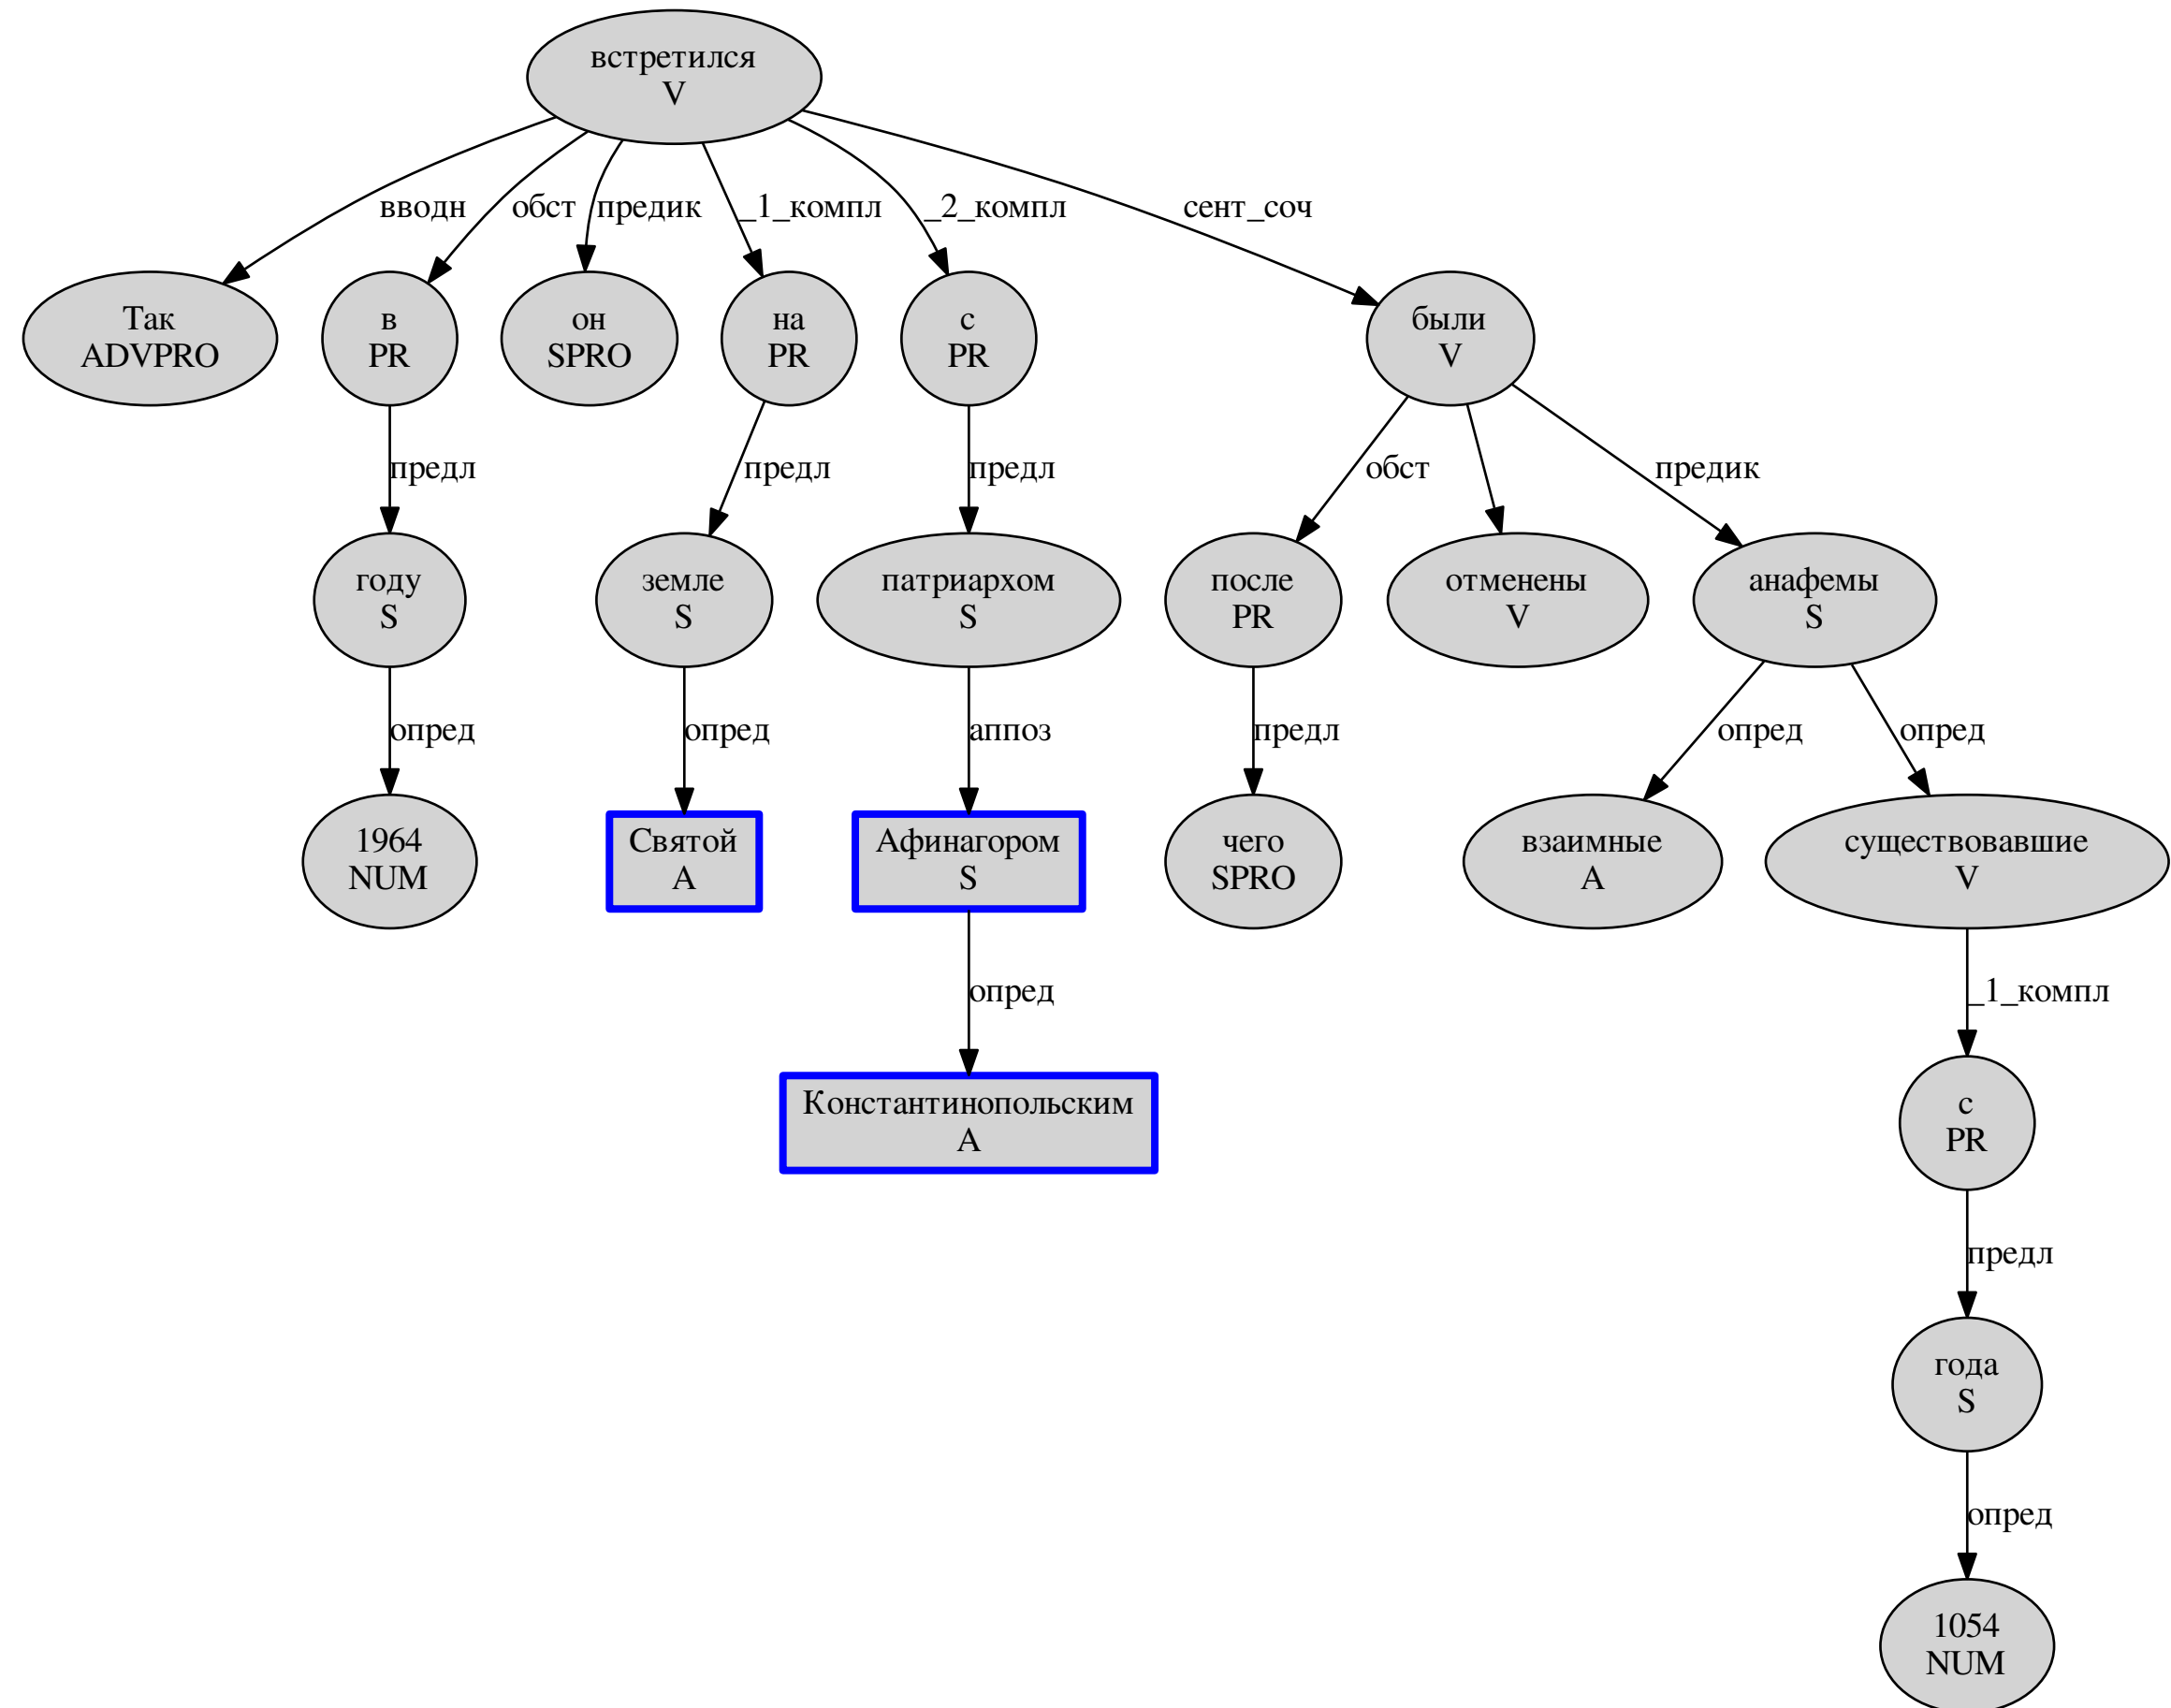 встретился
V
вводн
обст
предик
_1_компл
_2_компл
сент_соч
Так
ADVPRO
в
PR
он
SPRO
на
PR
с
PR
были
V
предл
предл
предл
обст
предик
году
S
земле
S
патриархом
S
после
PR
отменены
V
анафемы
S
опред
опред
аппоз
предл
опред
опред
1964
NUM
Святой
A
Афинагором
S
чего
SPRO
взаимные
A
существовавшие
V
опред
_1_компл
Константинопольским
A
с
PR
предл
года
S
опред
1054
NUM